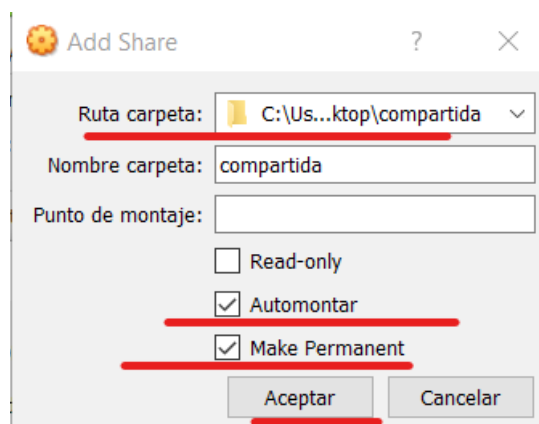 Add Share
Ruta carpeta: C:\Us...ktop\compartida
Nombre carpeta: compartida
Punto de montaje:
Read-only
Automontar
Make Permanent
Aceptar Cancelar